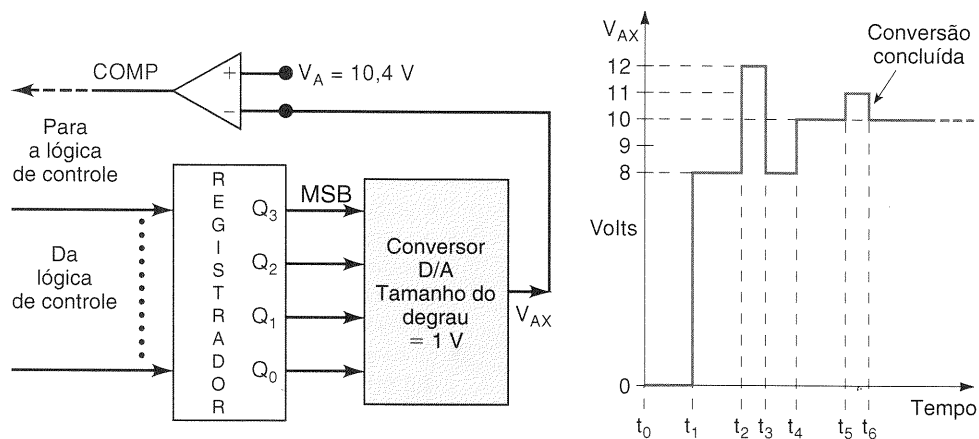 COMP
+
−
V_A = 10,4 V
Para
a lógica
de controle
Da
lógica
de controle
REGISTRADOR
Q3
Q2
Q1
Q0
MSB
Conversor
D/A
Tamanho do
degrau
= 1 V
V_AX
V_AX
Conversão
concluída
12
11
10
9
8
Volts
0
Tempo
t0
t1
t2
t3
t4
t5
t6